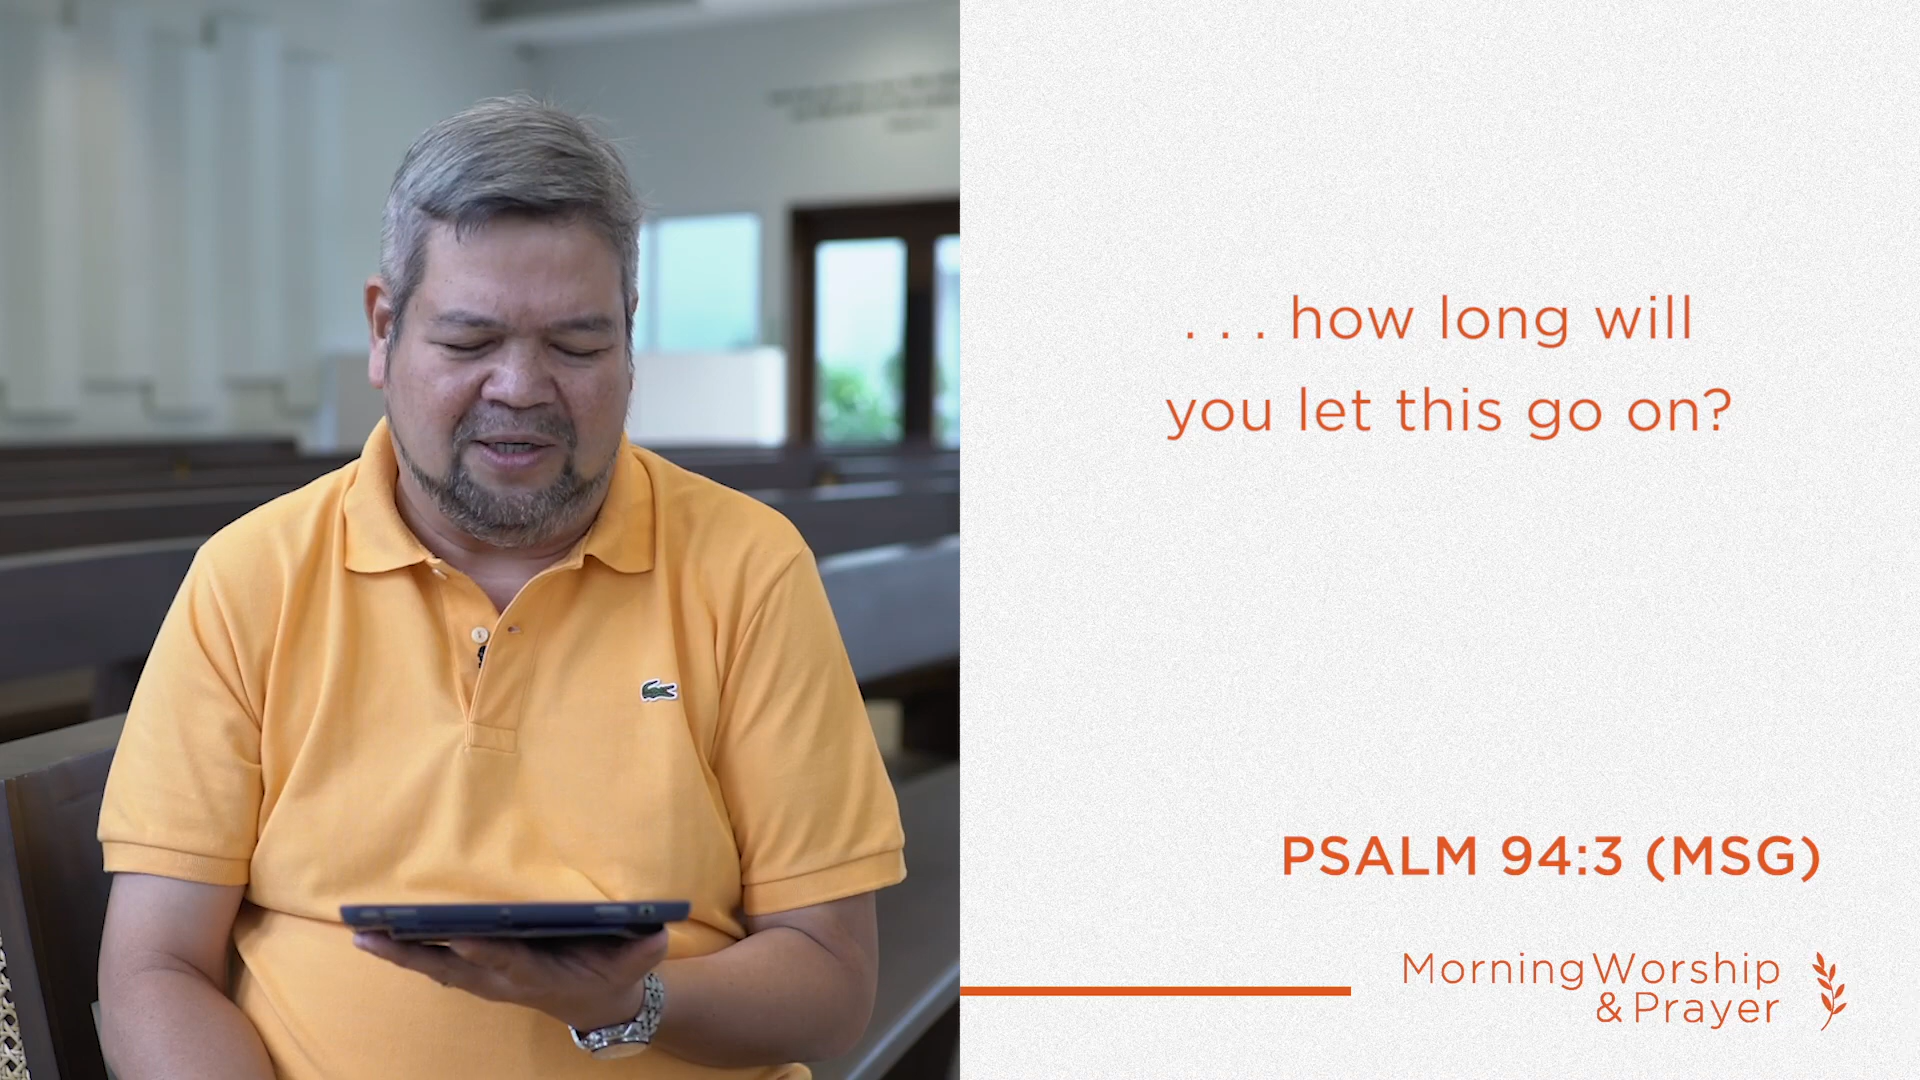 . . . how long will
you let this go on?
PSALM 94:3 (MSG)
Morning Worship
& Prayer